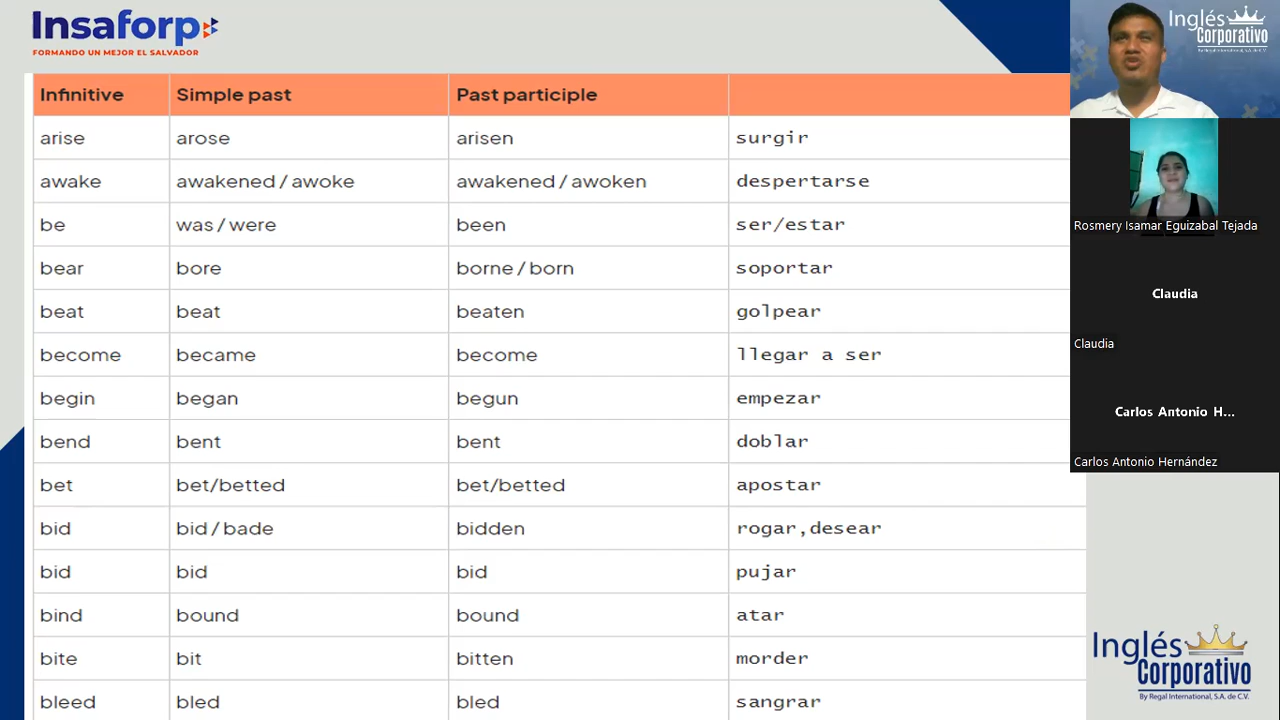 Insaforp
FORMANDO UN MEJOR EL SALVADOR
Infinitive Simple past Past participle
arise arose arisen surgir
awake awakened / awoke awakened / awoken despertarse
be was / were been ser/estar
bear bore borne / born soportar
beat beat beaten golpear
become became become llegar a ser
begin began begun empezar
bend bent bent doblar
bet bet/betted bet/betted apostar
bid bid / bade bidden rogar,desear
bid bid bid pujar
bind bound bound atar
bite bit bitten morder
bleed bled bled sangrar
Inglés
Corporativo
By Regal International, S.A. de C.V.
Rosmery Isamar Eguizabal Tejada
Claudia
Claudia
Carlos Antonio H...
Carlos Antonio Hernández
Inglés
Corporativo
By Regal International, S.A. de C.V.